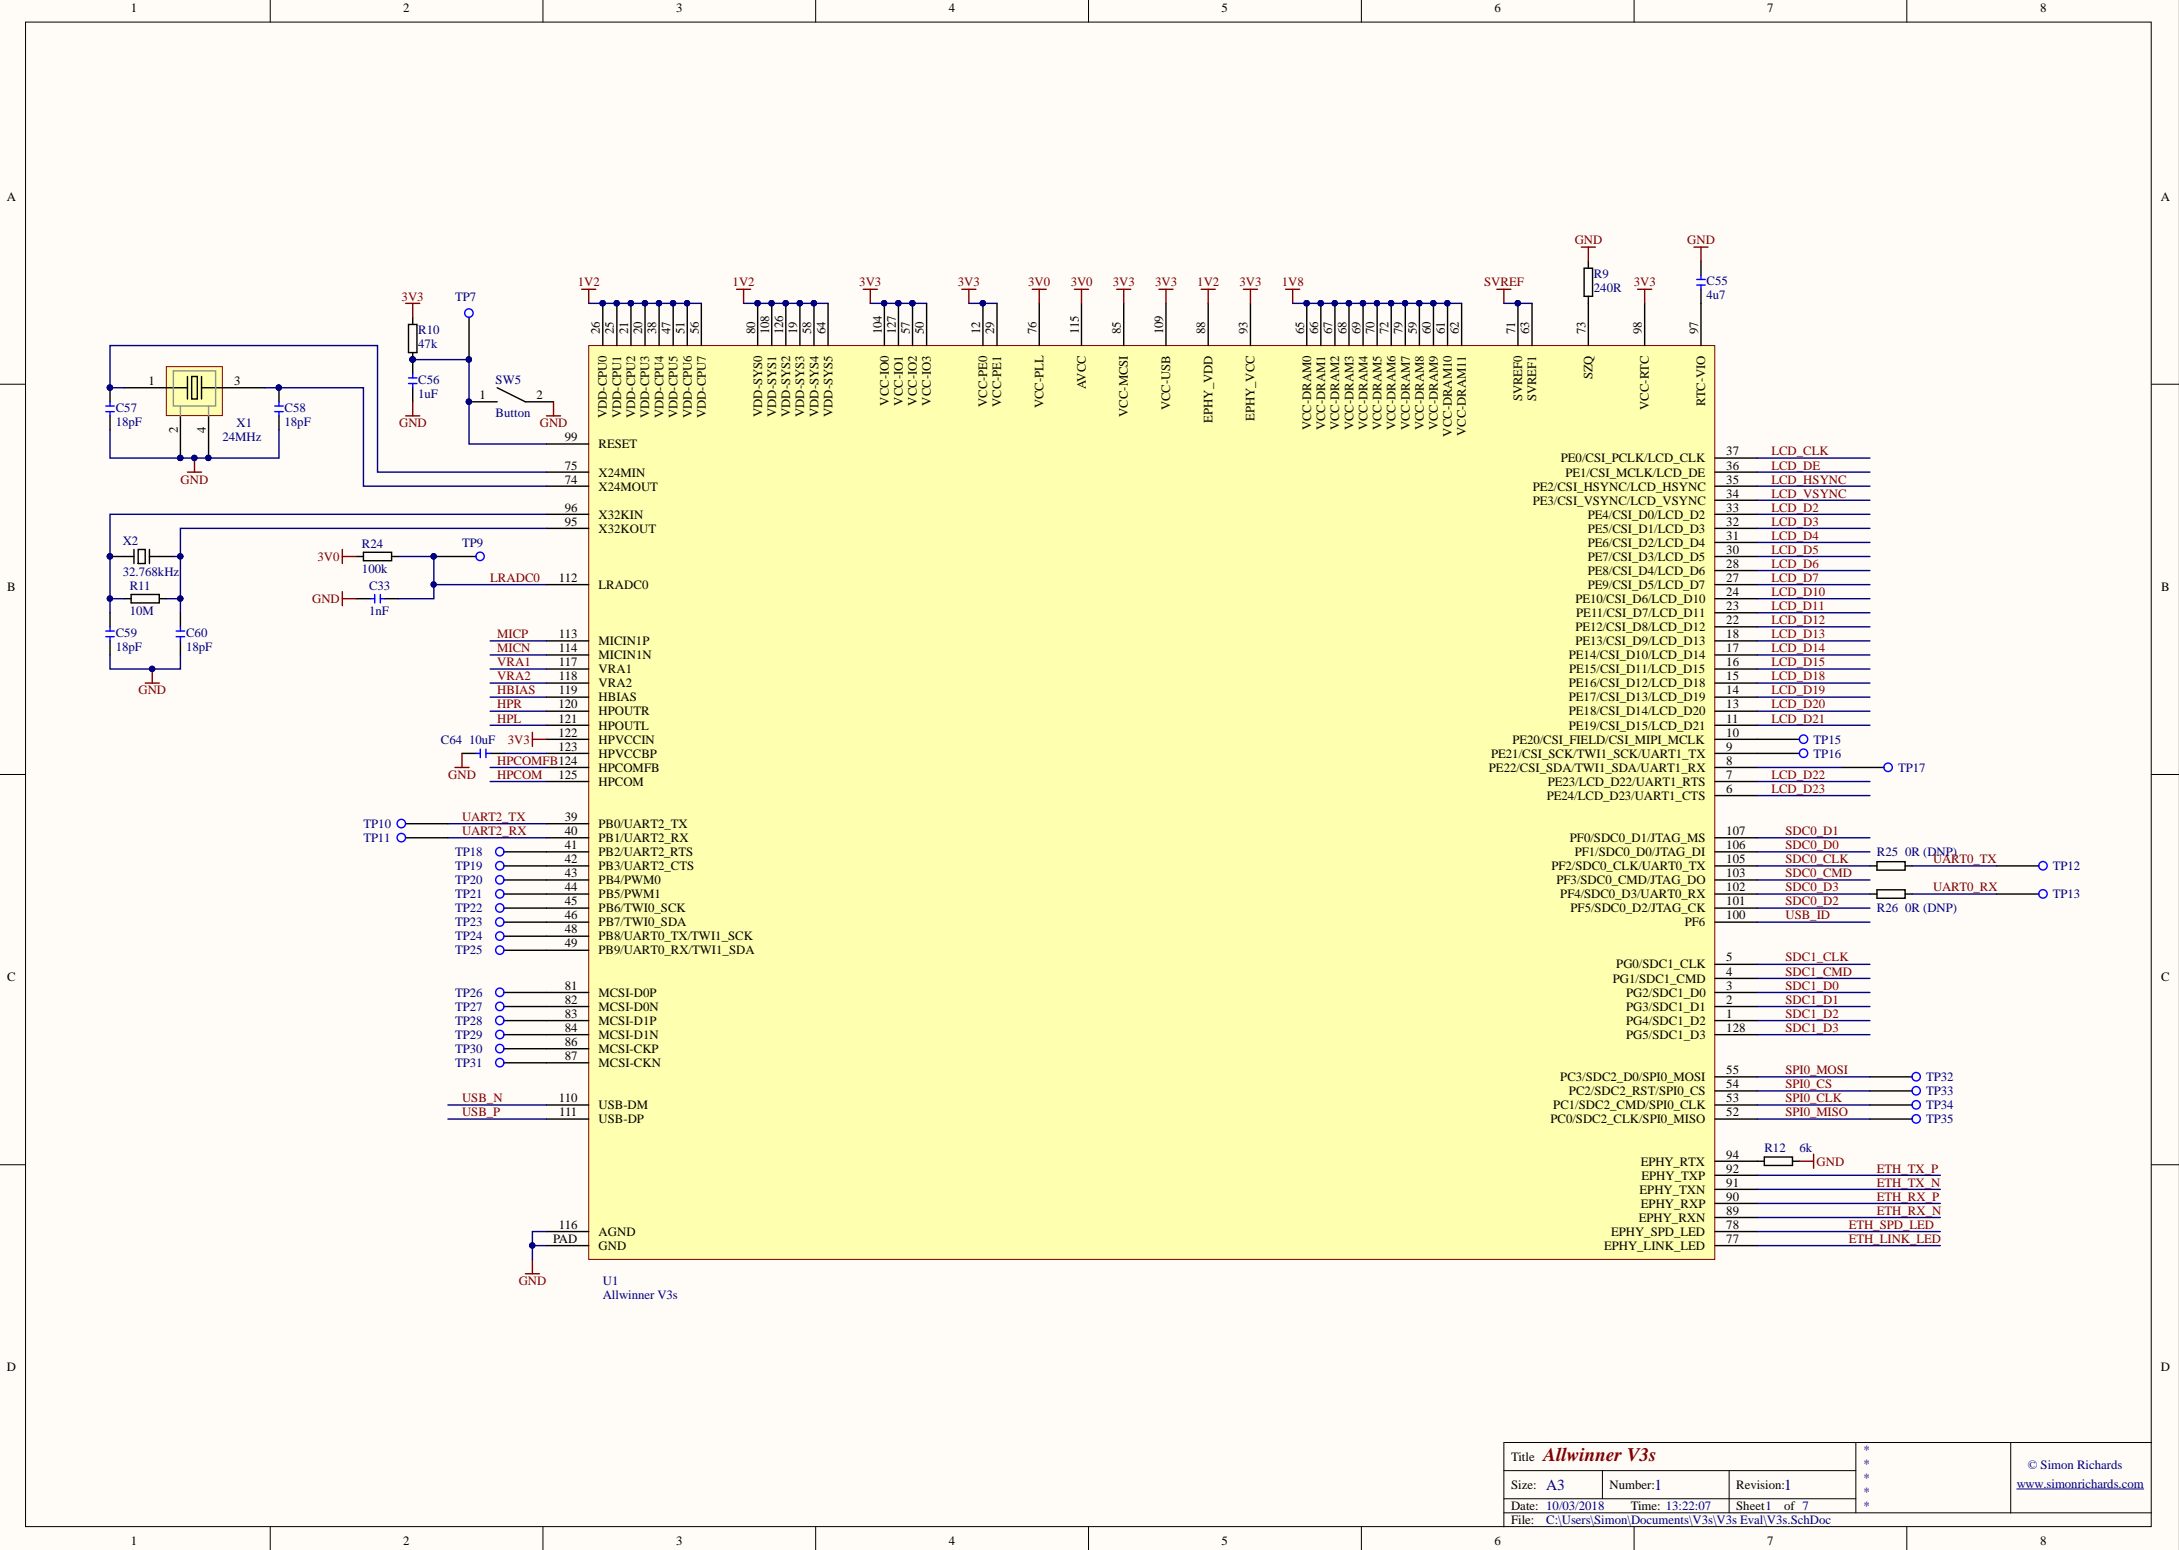 1 2 3 4 5 6 7 8
A A
B B
C C
D D
1 2 3 4 5 6 7 8
1
3
2
4
X1
24MHz
C57
18pF
C58
18pF
GND
3V3
R10
47k
C56
1uF
GND
TP7
SW5
1 2
Button
GND
X2
32.768kHz
R11
10M
C59
18pF
C60
18pF
GND
3V0
R24
100k
TP9
GND
C33
1nF
LRADC0
1V2
26 25 21 20 38 47 51 56
VDD-CPU0 VDD-CPU1 VDD-CPU2 VDD-CPU3 VDD-CPU4 VDD-CPU5 VDD-CPU6 VDD-CPU7
1V2
80 108 126 19 58 64
VDD-SYS0 VDD-SYS1 VDD-SYS2 VDD-SYS3 VDD-SYS4 VDD-SYS5
3V3
104 127 57 50
VCC-IO0 VCC-IO1 VCC-IO2 VCC-IO3
3V3
12 29
VCC-PE0 VCC-PE1
3V0
76
VCC-PLL
3V0
115
AVCC
3V3
85
VCC-MCSI
3V3
109
VCC-USB
1V2
88
EPHY_VDD
3V3
93
EPHY_VCC
1V8
65 66 67 68 69 70 72 79 59 60 61 62
VCC-DRAM0 VCC-DRAM1 VCC-DRAM2 VCC-DRAM3 VCC-DRAM4 VCC-DRAM5 VCC-DRAM6 VCC-DRAM7 VCC-DRAM8 VCC-DRAM9 VCC-DRAM10 VCC-DRAM11
SVREF
71 63
SVREF0 SVREF1
GND
R9
240R
73
SZQ
3V3
98
VCC-RTC
GND
C55
4u7
97
RTC-VIO
99 RESET
75 X24MIN
74 X24MOUT
96 X32KIN
95 X32KOUT
112 LRADC0
MICP 113 MICIN1P
MICN 114 MICIN1N
VRA1 117 VRA1
VRA2 118 VRA2
HBIAS 119 HBIAS
HPR 120 HPOUTR
HPL 121 HPOUTL
3V3 122 HPVCCIN
C64 10uF 123 HPVCCBP
GND
HPCOMFB 124 HPCOMFB
HPCOM 125 HPCOM
TP10 UART2_TX 39 PB0/UART2_TX
TP11 UART2_RX 40 PB1/UART2_RX
TP18 41 PB2/UART2_RTS
TP19 42 PB3/UART2_CTS
TP20 43 PB4/PWM0
TP21 44 PB5/PWM1
TP22 45 PB6/TWI0_SCK
TP23 46 PB7/TWI0_SDA
TP24 48 PB8/UART0_TX/TWI1_SCK
TP25 49 PB9/UART0_RX/TWI1_SDA
TP26 81 MCSI-D0P
TP27 82 MCSI-D0N
TP28 83 MCSI-D1P
TP29 84 MCSI-D1N
TP30 86 MCSI-CKP
TP31 87 MCSI-CKN
USB_N 110 USB-DM
USB_P 111 USB-DP
116 AGND
PAD GND
GND
U1
Allwinner V3s
PE0/CSI_PCLK/LCD_CLK 37 LCD_CLK
PE1/CSI_MCLK/LCD_DE 36 LCD_DE
PE2/CSI_HSYNC/LCD_HSYNC 35 LCD_HSYNC
PE3/CSI_VSYNC/LCD_VSYNC 34 LCD_VSYNC
PE4/CSI_D0/LCD_D2 33 LCD_D2
PE5/CSI_D1/LCD_D3 32 LCD_D3
PE6/CSI_D2/LCD_D4 31 LCD_D4
PE7/CSI_D3/LCD_D5 30 LCD_D5
PE8/CSI_D4/LCD_D6 28 LCD_D6
PE9/CSI_D5/LCD_D7 27 LCD_D7
PE10/CSI_D6/LCD_D10 24 LCD_D10
PE11/CSI_D7/LCD_D11 23 LCD_D11
PE12/CSI_D8/LCD_D12 22 LCD_D12
PE13/CSI_D9/LCD_D13 18 LCD_D13
PE14/CSI_D10/LCD_D14 17 LCD_D14
PE15/CSI_D11/LCD_D15 16 LCD_D15
PE16/CSI_D12/LCD_D18 15 LCD_D18
PE17/CSI_D13/LCD_D19 14 LCD_D19
PE18/CSI_D14/LCD_D20 13 LCD_D20
PE19/CSI_D15/LCD_D21 11 LCD_D21
PE20/CSI_FIELD/CSI_MIPI_MCLK 10 TP15
PE21/CSI_SCK/TWI1_SCK/UART1_TX 9 TP16
PE22/CSI_SDA/TWI1_SDA/UART1_RX 8 TP17
PE23/LCD_D22/UART1_RTS 7 LCD_D22
PE24/LCD_D23/UART1_CTS 6 LCD_D23
PF0/SDC0_D1/JTAG_MS 107 SDC0_D1
PF1/SDC0_D0/JTAG_DI 106 SDC0_D0
R25 0R (DNP)
PF2/SDC0_CLK/UART0_TX 105 SDC0_CLK UART0_TX TP12
PF3/SDC0_CMD/JTAG_DO 103 SDC0_CMD
PF4/SDC0_D3/UART0_RX 102 SDC0_D3 UART0_RX TP13
PF5/SDC0_D2/JTAG_CK 101 SDC0_D2
R26 0R (DNP)
PF6 100 USB_ID
PG0/SDC1_CLK 5 SDC1_CLK
PG1/SDC1_CMD 4 SDC1_CMD
PG2/SDC1_D0 3 SDC1_D0
PG3/SDC1_D1 2 SDC1_D1
PG4/SDC1_D2 1 SDC1_D2
PG5/SDC1_D3 128 SDC1_D3
PC3/SDC2_D0/SPI0_MOSI 55 SPI0_MOSI TP32
PC2/SDC2_RST/SPI0_CS 54 SPI0_CS TP33
PC1/SDC2_CMD/SPI0_CLK 53 SPI0_CLK TP34
PC0/SDC2_CLK/SPI0_MISO 52 SPI0_MISO TP35
R12 6k
EPHY_RTX 94 GND
EPHY_TXP 92 ETH_TX_P
EPHY_TXN 91 ETH_TX_N
EPHY_RXP 90 ETH_RX_P
EPHY_RXN 89 ETH_RX_N
EPHY_SPD_LED 78 ETH_SPD_LED
EPHY_LINK_LED 77 ETH_LINK_LED
Title Allwinner V3s
Size: A3 Number:1 Revision:1
Date: 10/03/2018 Time: 13:22:07 Sheet1 of 7
File: C:\Users\Simon\Documents\V3s\V3s Eval\V3s.SchDoc
*
*
*
*
*
© Simon Richards
www.simonrichards.com